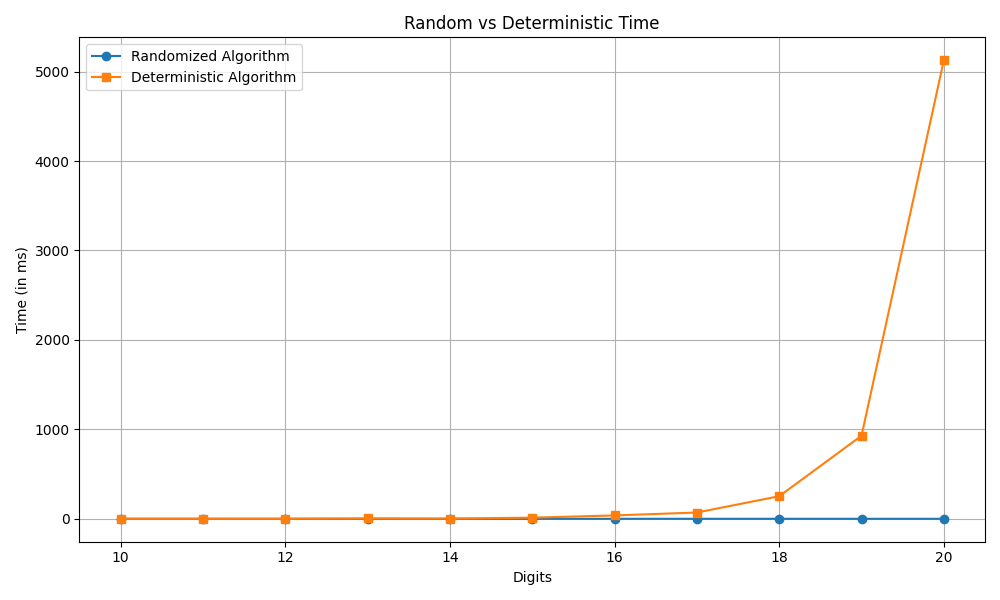 Random vs Deterministic Time
Randomized Algorithm
Deterministic Algorithm
5000
4000
3000
2000
1000
0
Time (in ms)
10 12 14 16 18 20
Digits